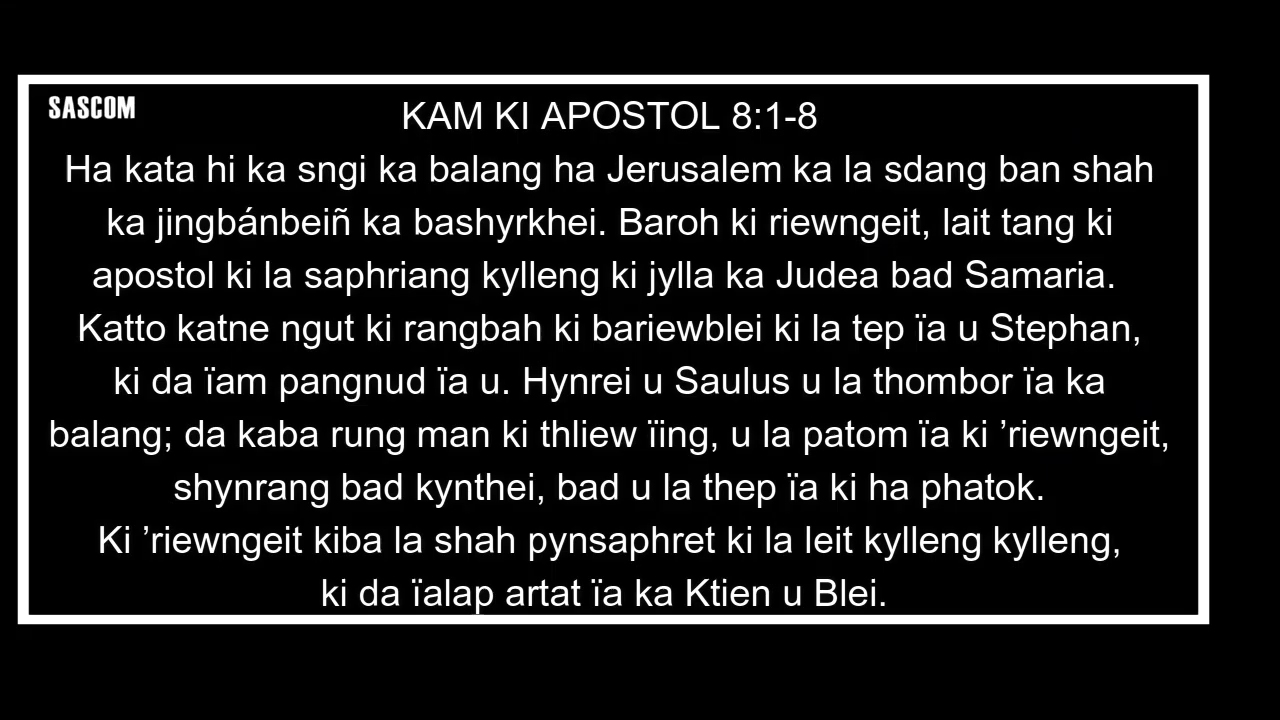 SASCOM
KAM KI APOSTOL 8:1-8
Ha kata hi ka sngi ka balang ha Jerusalem ka la sdang ban shah
ka jingbánbeiñ ka bashyrkhei. Baroh ki riewngeit, lait tang ki
apostol ki la saphriang kylleng ki jylla ka Judea bad Samaria.
Katto katne ngut ki rangbah ki bariewblei ki la tep ïa u Stephan,
ki da ïam pangnud ïa u. Hynrei u Saulus u la thombor ïa ka
balang; da kaba rung man ki thliew ïing, u la patom ïa ki ’riewngeit,
shynrang bad kynthei, bad u la thep ïa ki ha phatok.
Ki ’riewngeit kiba la shah pynsaphret ki la leit kylleng kylleng,
ki da ïalap artat ïa ka Ktien u Blei.